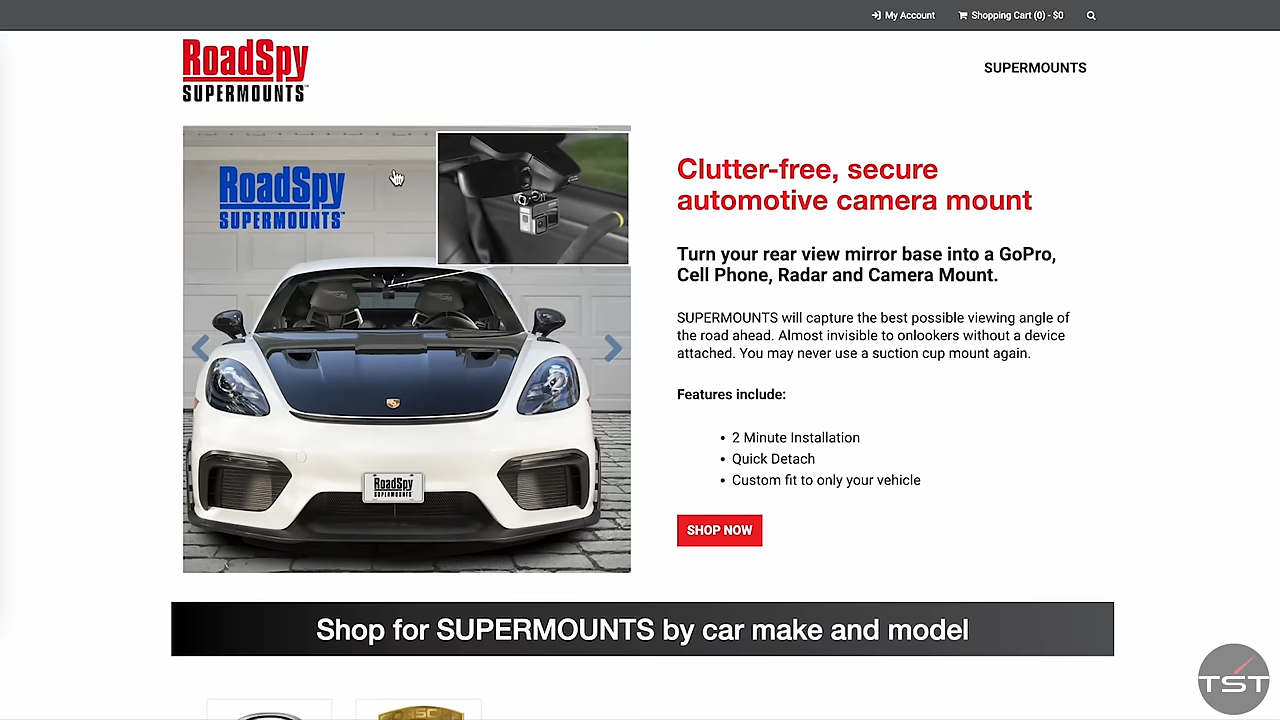 My Account
Shopping Cart (0) - $0
RoadSpy
SUPERMOUNTS™
SUPERMOUNTS
RoadSpy
SUPERMOUNTS™
Clutter-free, secure
automotive camera mount
Turn your rear view mirror base into a GoPro,
Cell Phone, Radar and Camera Mount.
SUPERMOUNTS will capture the best possible viewing angle of
the road ahead. Almost invisible to onlookers without a device
attached. You may never use a suction cup mount again.
Features include:
• 2 Minute Installation
• Quick Detach
• Custom fit to only your vehicle
SHOP NOW
RoadSpy
SUPERMOUNTS
Shop for SUPERMOUNTS by car make and model
TST